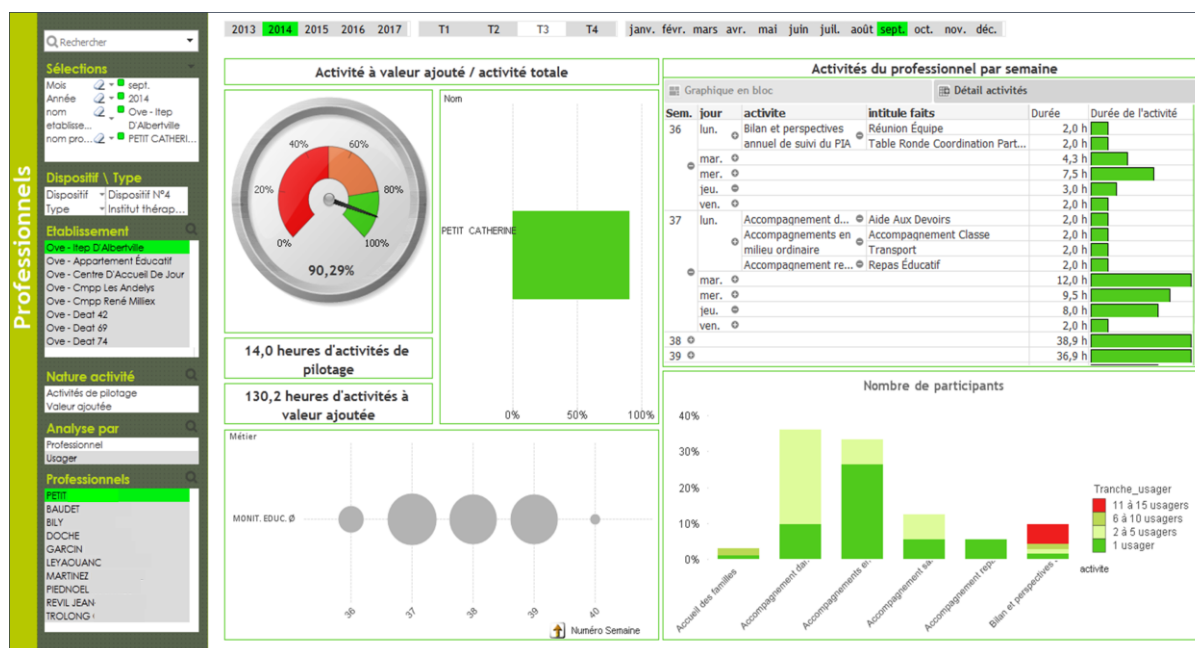 Professionnels
Rechercher
Sélections
Mois sept.
Année 2014
nom Ove - Itep
etablisse... D'Albertville
nom pro... PETIT CATHERI...
Dispositif \ Type
Dispositif Dispositif N°4
Type Institut thérap...
Etablissement
Ove - Itep D'Albertville
Ove - Appartement Éducatif
Ove - Centre D'Accueil De Jour
Ove - Cmpp Les Andelys
Ove - Cmpp René Milliex
Ove - Deat 42
Ove - Deat 69
Ove - Deat 74
Nature activité
Activités de pilotage
Valeur ajoutée
Analyse par
Professionnel
Usager
Professionnels
PETIT
BAUDET
BILY
DOCHE
GARCIN
LEYAOUANC
MARTINEZ
PIEDNOEL
REVIL JEAN
TROLONG
2013 2014 2015 2016 2017 T1 T2 T3 T4 janv. févr. mars avr. mai juin juil. août sept. oct. nov. déc.
Activité à valeur ajouté / activité totale
0%
20%
40%
60%
80%
100%
90,29%
14,0 heures d'activités de
pilotage
130,2 heures d'activités à
valeur ajoutée
Nom
PETIT CATHERINE
0% 50% 100%
Métier
MONIT. EDUC. Ø
36 37 38 39 40
Numéro Semaine
Activités du professionnel par semaine
Graphique en bloc Détail activités
Sem. jour activite intitule faits Durée Durée de l'activité
36 lun. Bilan et perspectives Réunion Équipe 2,0 h
annuel de suivi du PIA Table Ronde Coordination Part... 2,0 h
mar. 4,3 h
mer. 7,5 h
jeu. 3,0 h
ven. 2,0 h
37 lun. Accompagnement d... Aide Aux Devoirs 2,0 h
Accompagnements en Accompagnement Classe 2,0 h
milieu ordinaire Transport 2,0 h
Accompagnement re... Repas Éducatif 2,0 h
mar. 12,0 h
mer. 9,5 h
jeu. 8,0 h
ven. 2,0 h
38 38,9 h
39 36,9 h
Nombre de participants
40%
30%
20%
10%
0%
Accueil des familles
Accompagnement da
Accompagnements en
Accompagnement sa
Accompagnement repa
Bilan et perspectives
activite
Tranche_usager
11 à 15 usagers
6 à 10 usagers
2 à 5 usagers
1 usager